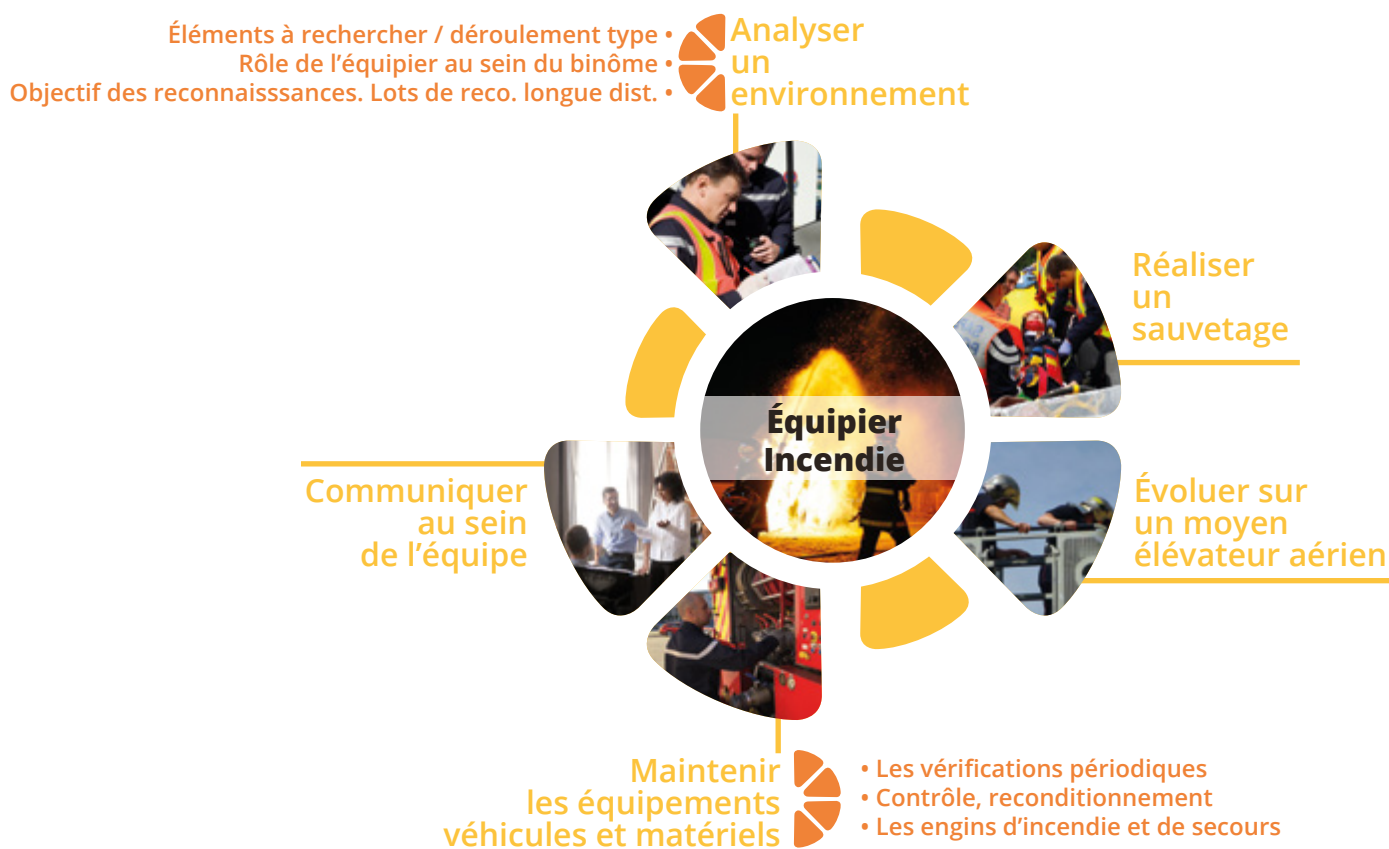 Éléments à rechercher / déroulement type •
Rôle de l’équipier au sein du binôme •
Objectif des reconnaisssances. Lots de reco. longue dist. •
Analyser
un
environnement
Réaliser
un
sauvetage
Équipier
Incendie
Communiquer
au sein
de l’équipe
Évoluer sur
un moyen
élévateur aérien
Maintenir
les équipements
véhicules et matériels
• Les vérifications périodiques
• Contrôle, reconditionnement
• Les engins d’incendie et de secours